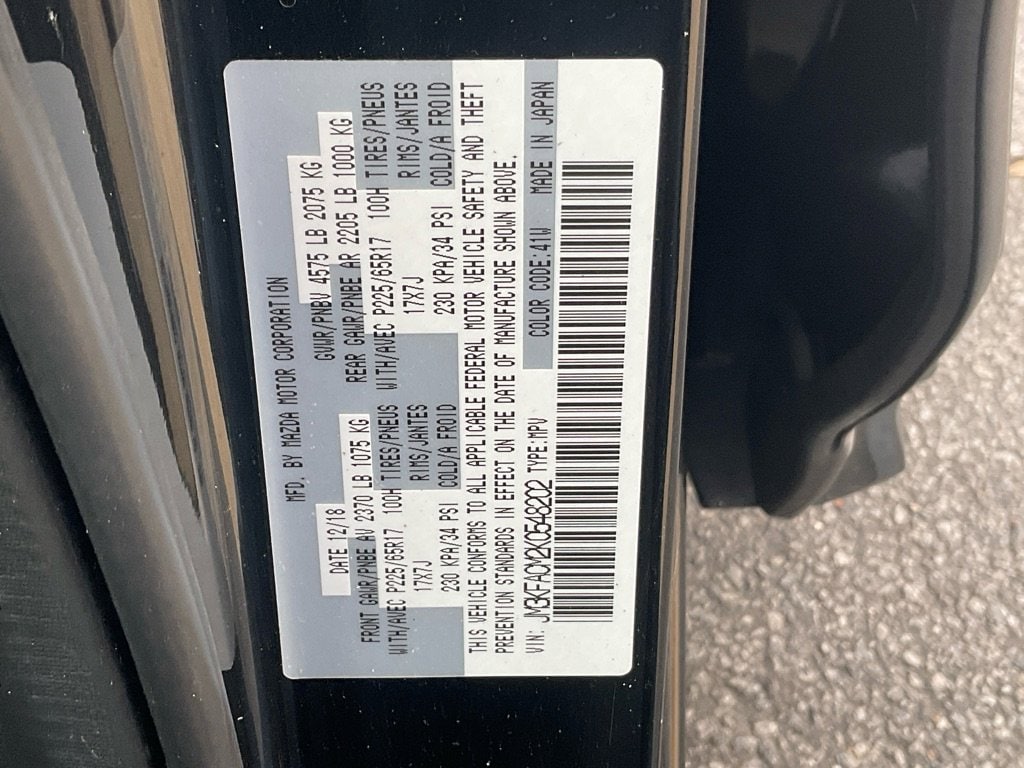 MFD. BY MAZDA MOTOR CORPORATION
DATE 12/18 GVWR/PNBV 4575 LB 2075 KG
FRONT GAWR/PNBE AV 2370 LB 1075 KG REAR GAWR/PNBE AR 2205 LB 1000 KG
WITH/AVEC P225/65R17 100H TIRES/PNEUS WITH/AVEC P225/65R17 100H TIRES/PNEUS
17X7J RIMS/JANTES 17X7J RIMS/JANTES
230 KPA/34 PSI COLD/A FROID 230 KPA/34 PSI COLD/A FROID
THIS VEHICLE CONFORMS TO ALL APPLICABLE FEDERAL MOTOR VEHICLE SAFETY AND THEFT
PREVENTION STANDARDS IN EFFECT ON THE DATE OF MANUFACTURE SHOWN ABOVE.
VIN: JM3KFACM2K0548202 TYPE:MPV COLOR CODE:41W MADE IN JAPAN